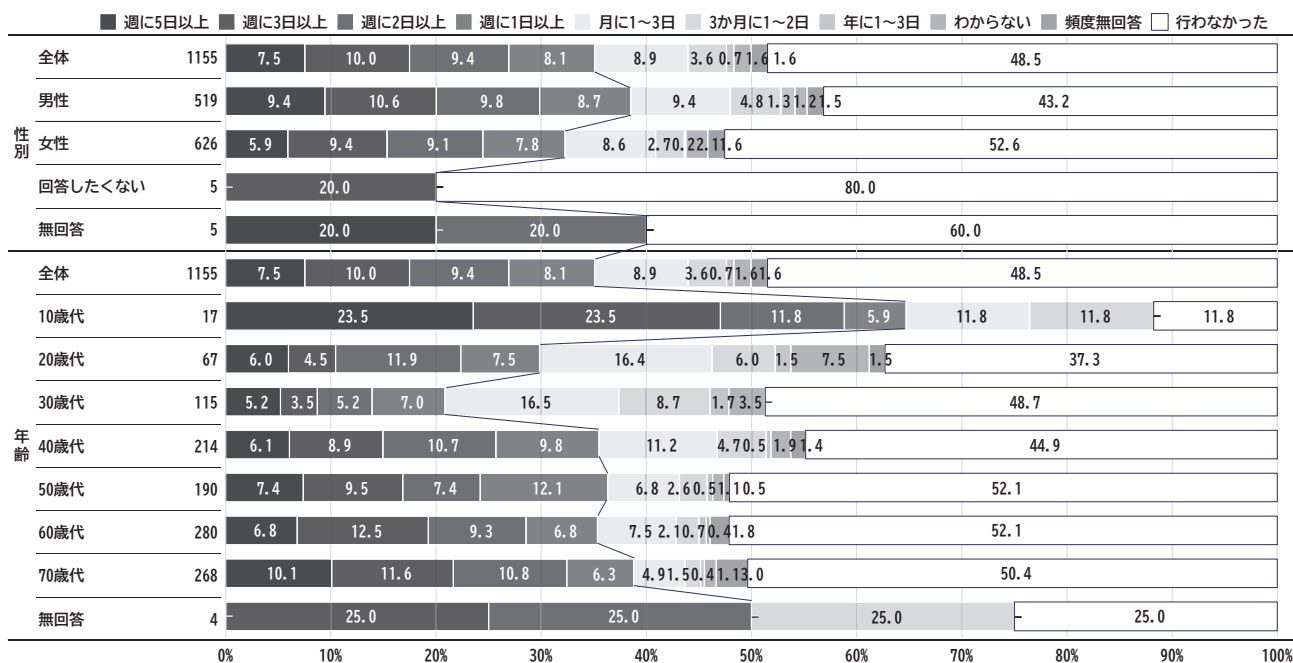 週に5日以上 週に3日以上 週に2日以上 週に1日以上 月に1～3日 3か月に1～2日 年に1～3日 わからない 頻度無回答 行わなかった
全体 1155 7.5 10.0 9.4 8.1 8.9 3.6 0.7 1.6 1.6 48.5
性別
男性 519 9.4 10.6 9.8 8.7 9.4 4.8 1.3 1.2 1.5 43.2
女性 626 5.9 9.4 9.1 7.8 8.6 2.7 0.2 2.1 1.6 52.6
回答したくない 5 20.0 80.0
無回答 5 20.0 20.0 60.0
全体 1155 7.5 10.0 9.4 8.1 8.9 3.6 0.7 1.6 1.6 48.5
年齢
10歳代 17 23.5 23.5 11.8 5.9 11.8 11.8 11.8
20歳代 67 6.0 4.5 11.9 7.5 16.4 6.0 1.5 7.5 1.5 37.3
30歳代 115 5.2 3.5 5.2 7.0 16.5 8.7 1.7 3.5 48.7
40歳代 214 6.1 8.9 10.7 9.8 11.2 4.7 0.5 1.9 1.4 44.9
50歳代 190 7.4 9.5 7.4 12.1 6.8 2.6 0.5 1.1 0.5 52.1
60歳代 280 6.8 12.5 9.3 6.8 7.5 2.1 0.7 0.4 1.8 52.1
70歳代 268 10.1 11.6 10.8 6.3 4.9 1.5 0.4 1.1 3.0 50.4
無回答 4 25.0 25.0 25.0 25.0
0% 10% 20% 30% 40% 50% 60% 70% 80% 90% 100%